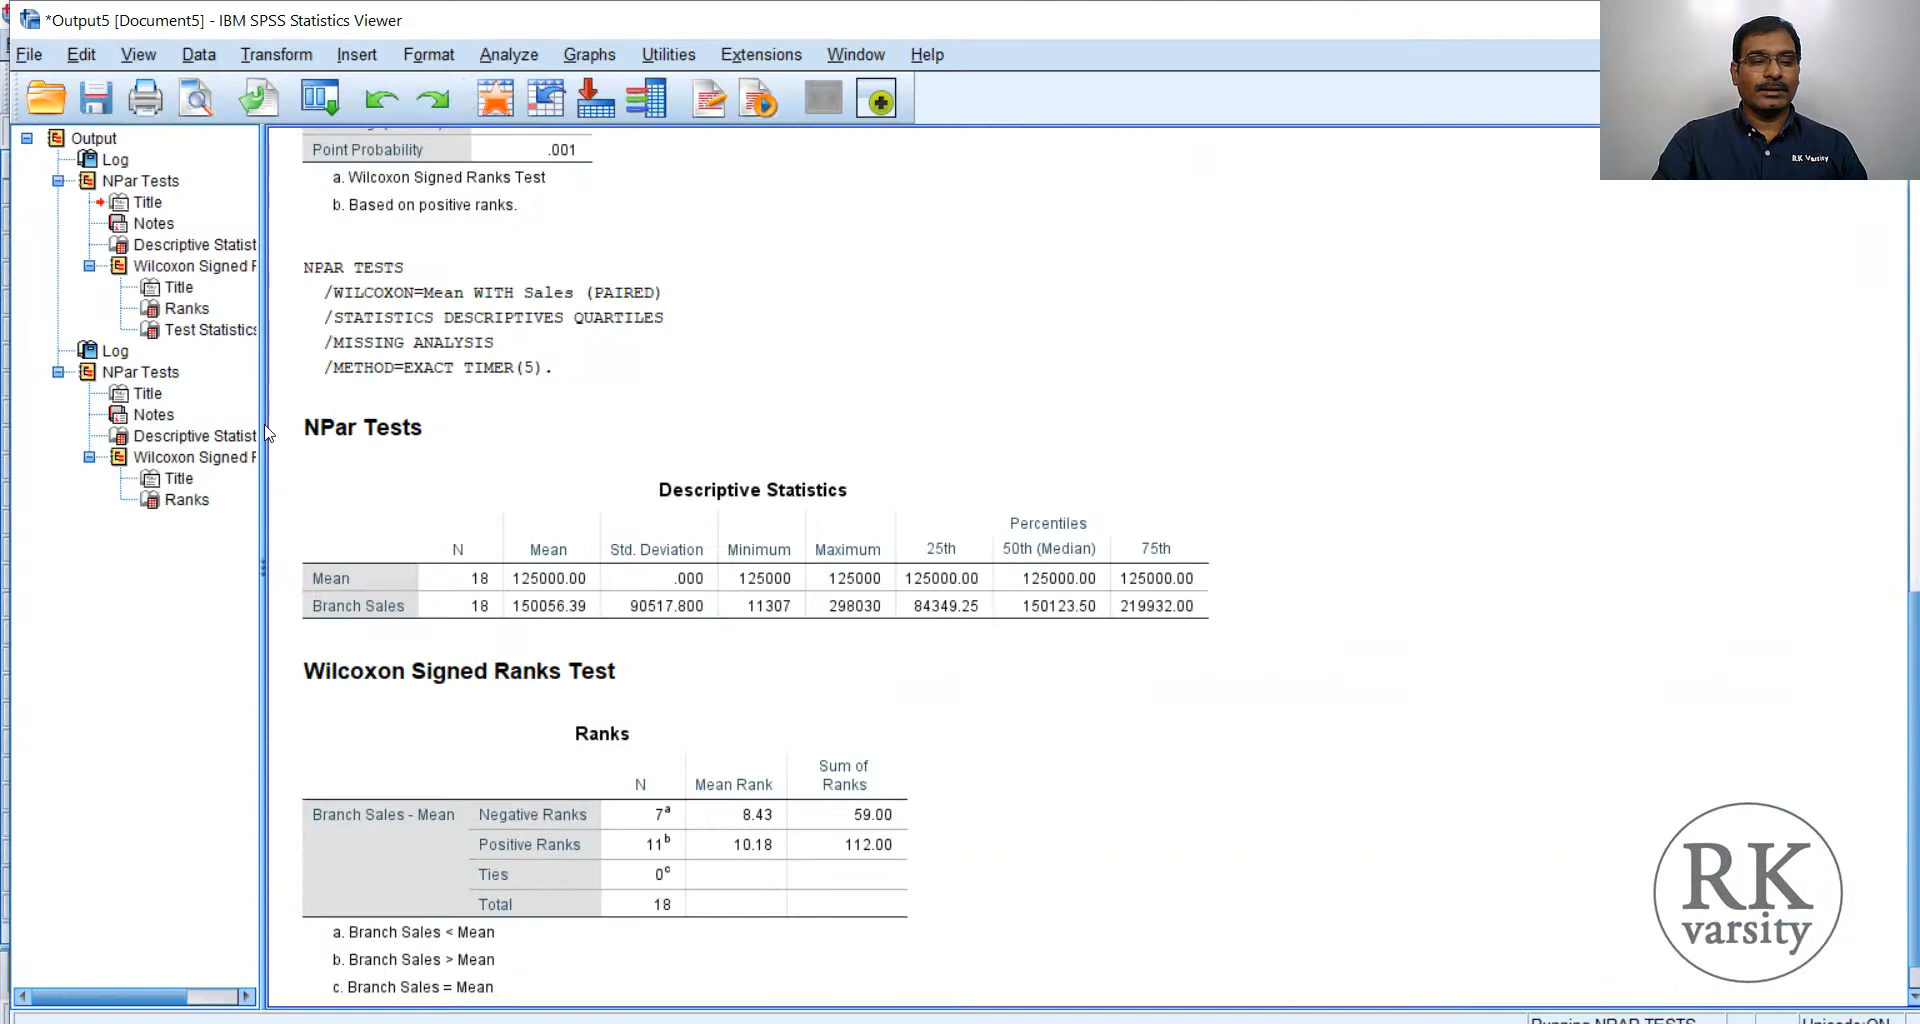 *Output5 [Document5] - IBM SPSS Statistics Viewer
File Edit View Data Transform Insert Format Analyze Graphs Utilities Extensions Window Help
RK Varsity
Output
Log
NPar Tests
Title
Notes
Descriptive Statist
Wilcoxon Signed
Title
Ranks
Test Statistics
Log
NPar Tests
Title
Notes
Descriptive Statist
Wilcoxon Signed
Title
Ranks
Point Probability .001
a. Wilcoxon Signed Ranks Test
b. Based on positive ranks.
NPAR TESTS
/WILCOXON=Mean WITH Sales (PAIRED)
/STATISTICS DESCRIPTIVES QUARTILES
/MISSING ANALYSIS
/METHOD=EXACT TIMER(5).
NPar Tests
Descriptive Statistics
Percentiles
N Mean Std. Deviation Minimum Maximum 25th 50th (Median) 75th
Mean 18 125000.00 .000 125000 125000 125000.00 125000.00 125000.00
Branch Sales 18 150056.39 90517.800 11307 298030 84349.25 150123.50 219932.00
Wilcoxon Signed Ranks Test
Ranks
N Mean Rank Sum of Ranks
Branch Sales - Mean Negative Ranks 7a 8.43 59.00
Positive Ranks 11b 10.18 112.00
Ties 0c
Total 18
a. Branch Sales < Mean
b. Branch Sales > Mean
c. Branch Sales = Mean
RK
varsity
Running NPAR TESTS
Unicode:ON